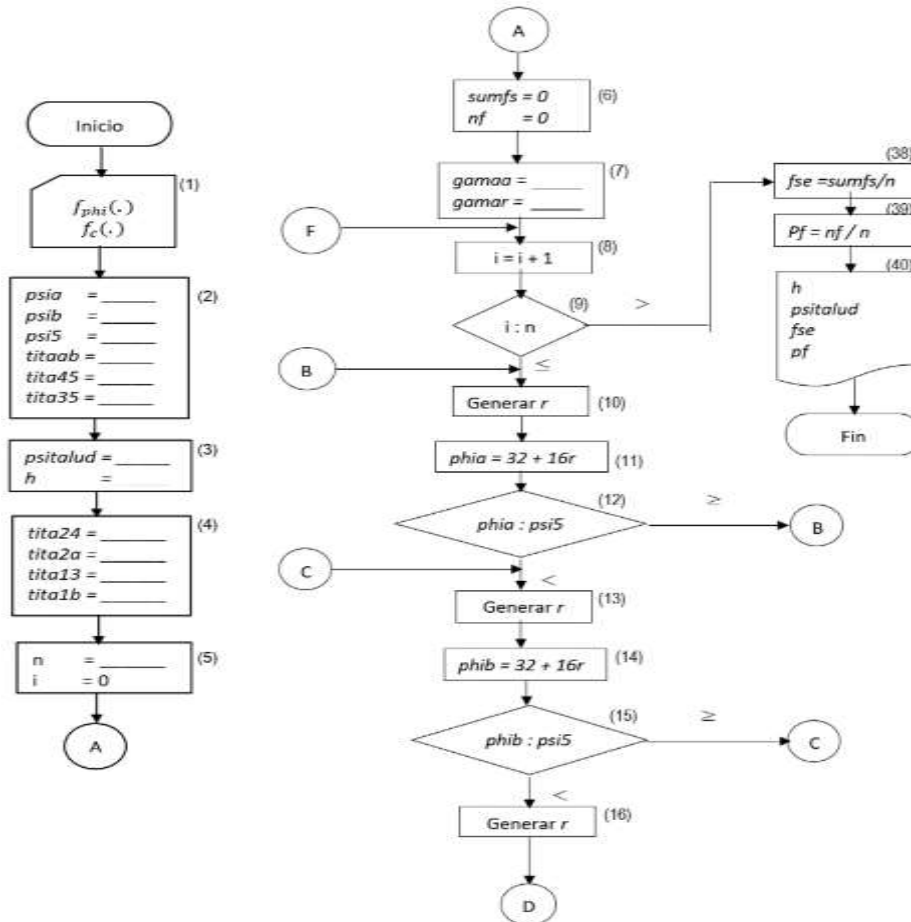 Inicio
(1)
f_phi(.)
f_c(.)
(2)
psia = ______
psib = ______
psi5 = ______
titaab = ______
tita45 = ______
tita35 = ______
(3)
psitalud = ______
h = ______
(4)
tita24 = ______
tita2a = ______
tita13 = ______
tita1b = ______
(5)
n = ______
i = 0
A
A
(6)
sumfs = 0
nf = 0
(7)
gamaa = _____
gamar = _____
F
(8)
i = i + 1
(9)
i : n
>
B
≤
Generar r
(10)
phia = 32 + 16r
(11)
(12)
phia : psi5
≥
B
C
<
Generar r
(13)
phib = 32 + 16r
(14)
(15)
phib : psi5
≥
C
<
Generar r
(16)
D
(38)
fse =sumfs/n
(39)
Pf = nf / n
(40)
h
psitalud
fse
pf
Fin